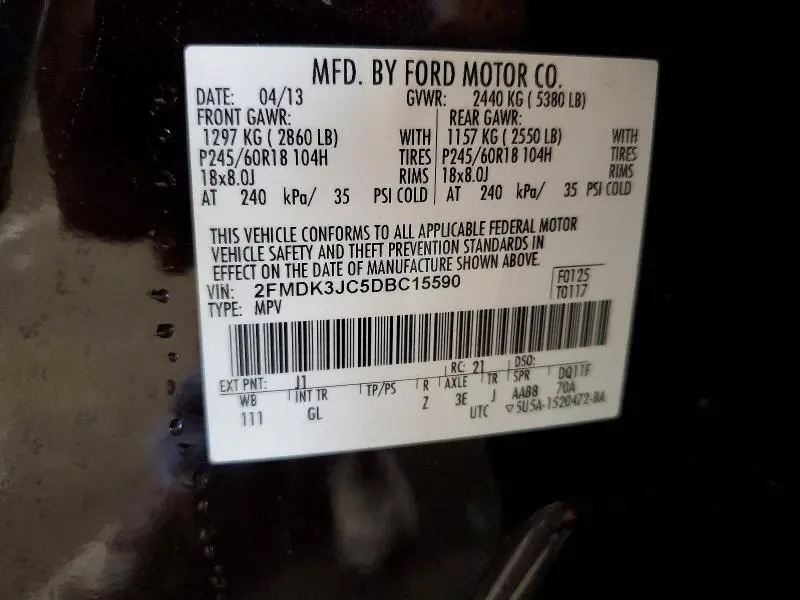 MFD. BY FORD MOTOR CO.
DATE: 04/13 GVWR: 2440 KG ( 5380 LB)
FRONT GAWR: REAR GAWR:
1297 KG ( 2860 LB) WITH 1157 KG ( 2550 LB) WITH
P245/60R18 104H TIRES P245/60R18 104H TIRES
18x8.0J RIMS 18x8.0J RIMS
AT 240 kPa/ 35 PSI COLD AT 240 kPa/ 35 PSI COLD
THIS VEHICLE CONFORMS TO ALL APPLICABLE FEDERAL MOTOR
VEHICLE SAFETY AND THEFT PREVENTION STANDARDS IN
EFFECT ON THE DATE OF MANUFACTURE SHOWN ABOVE.
VIN: 2FMDK3JC5DBC15590 F0125
TYPE: MPV T0117
EXT PNT: J1 RC: 21 DSO:
WB INT TR TP/PS R AXLE TR SPR DQ11F
111 GL Z 3E J AABB 70A
UTC ▽5U5A-1520472-BA